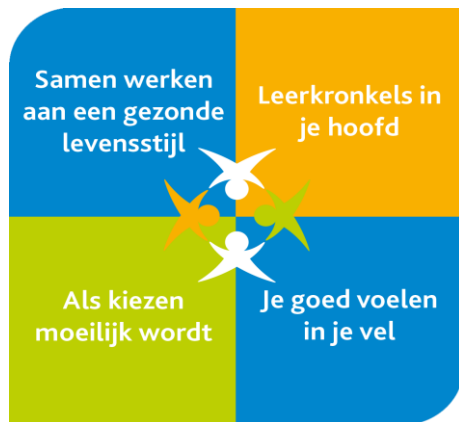 Samen werken
aan een gezonde
levensstijl
Leerkronkels in
je hoofd
Als kiezen
moeilijk wordt
Je goed voelen
in je vel